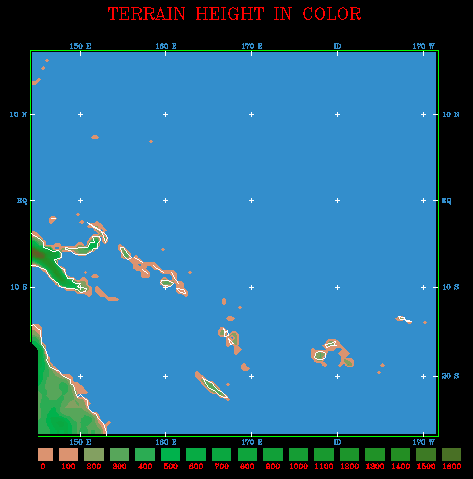 TERRAIN HEIGHT IN COLOR
150 E 160 E 170 E ID 170 W
10 N 10 N
EQ EQ
10 S 10 S
20 S
150 E 160 E 170 E ID 170 W
0 100 200 300 400 500 600 700 800 900 1000 1100 1200 1300 1400 1500 1600